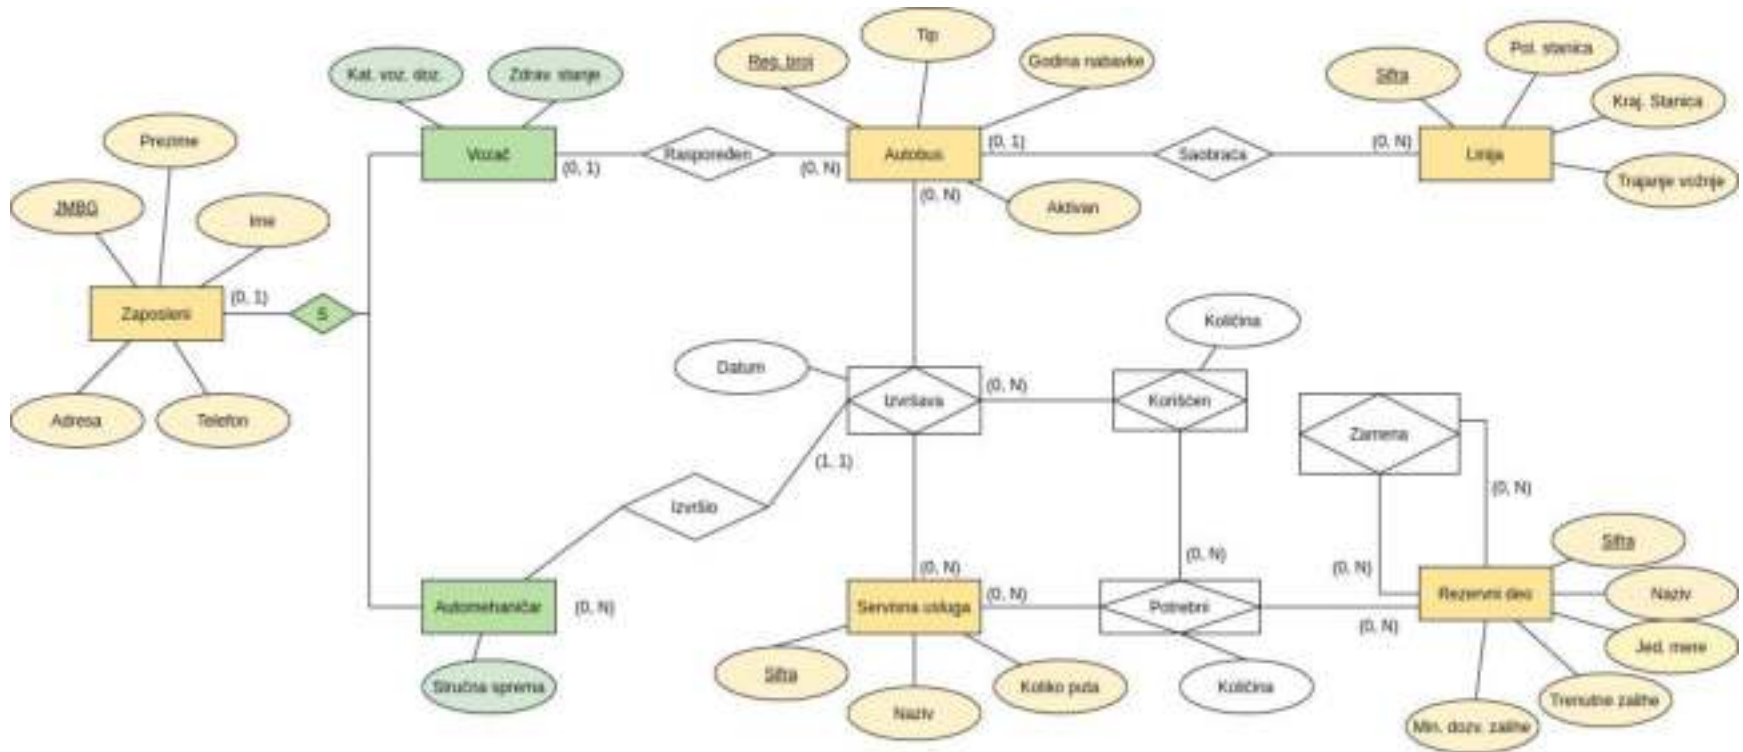 Tip
Reg. broj
Godina nabavke
Pol. stanica
Sifra
Kat. voz. doz.
Zdrav. stanje
Kraj. Stanica
Prezime
Vozač
Raspoređen
Autobus
(0, 1)
Saobraća
(0, N)
Linija
(0, 1)
(0, N)
Trajanje vožnje
(0, N)
JMBG
Ime
Aktivan
(0, 1)
Zaposleni
S
Količina
Datum
(0, N)
Izvršava
Korišćen
Adresa
Telefon
Zamena
(1, 1)
(0, N)
Izvršio
Sifra
(0, N)
(0, N)
(0, N)
(0, N)
Rezervni deo
Naziv
Automehaničar
(0, N)
Servisna usluga
Potrebni
(0, N)
Jed. mere
Stručna sprema
Sifra
Koliko puta
Količina
Trenutne zalihe
Naziv
Min. dozv. zalihe